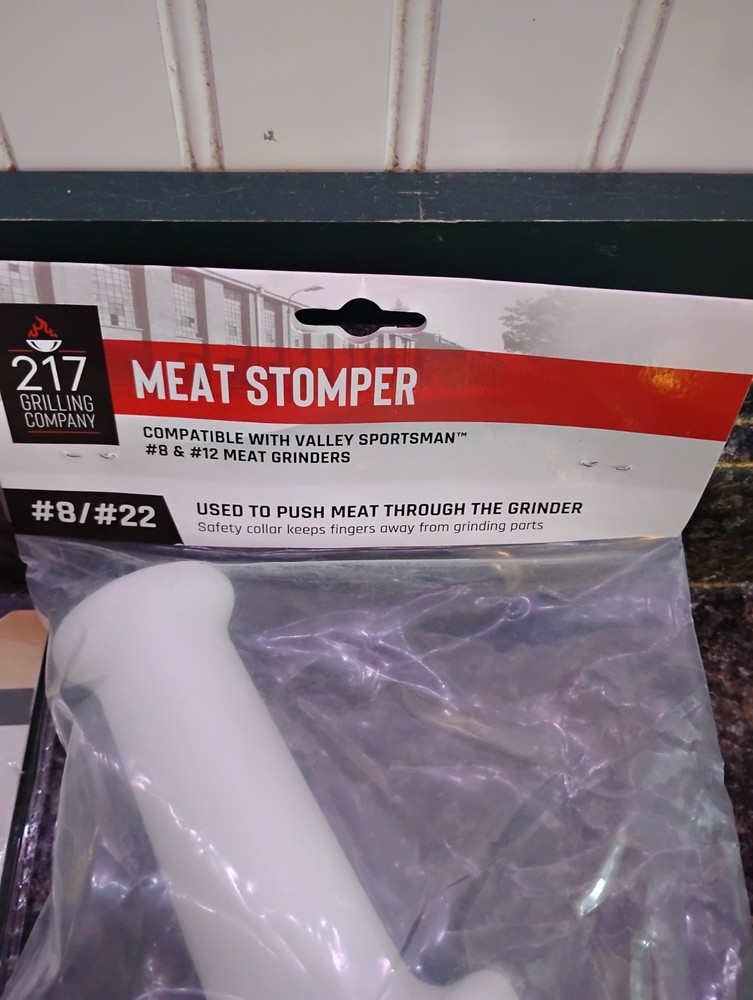 217
GRILLING
COMPANY
MEAT STOMPER
COMPATIBLE WITH VALLEY SPORTSMAN™
#8 & #12 MEAT GRINDERS
#8/#22
USED TO PUSH MEAT THROUGH THE GRINDER
Safety collar keeps fingers away from grinding parts